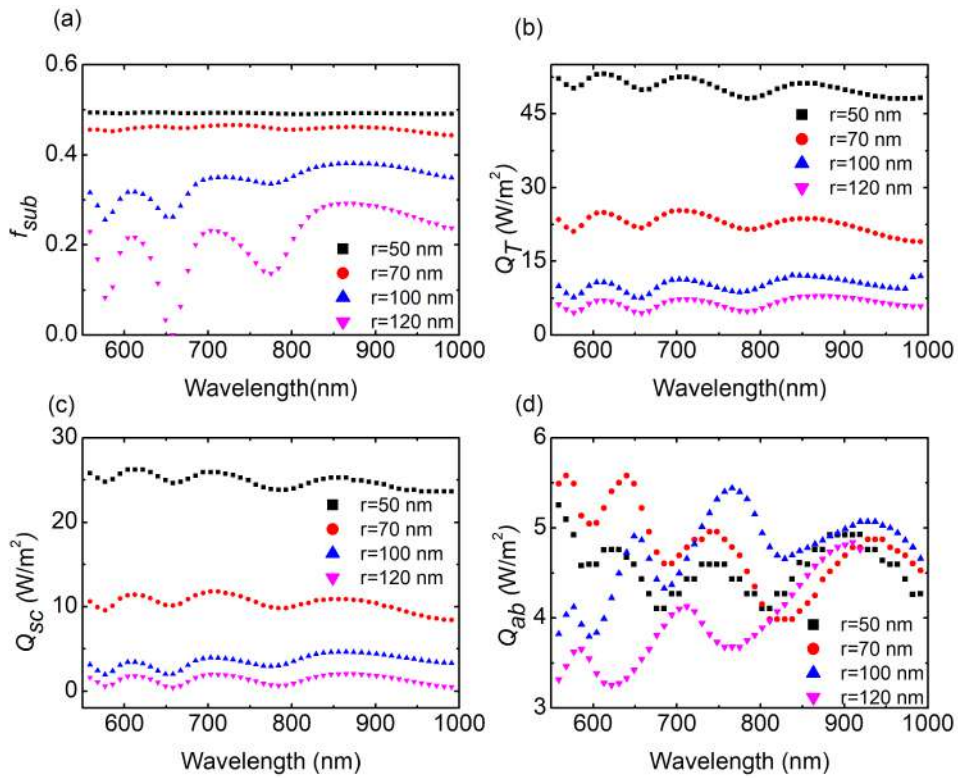 (a)
f_sub
0.6
0.4
0.2
0.0
r=50 nm
r=70 nm
r=100 nm
r=120 nm
600 700 800 900 1000
Wavelength(nm)
(b)
Q_T (W/m²)
45
30
15
0
r=50 nm
r=70 nm
r=100 nm
r=120 nm
600 700 800 900 1000
Wavelength(nm)
(c)
Q_sc (W/m²)
30
20
10
0
r=50 nm
r=70 nm
r=100 nm
r=120 nm
600 700 800 900 1000
Wavelength (nm)
(d)
Q_ab (W/m²)
6
5
4
3
r=50 nm
r=70 nm
r=100 nm
r=120 nm
600 700 800 900 1000
Wavelength (nm)